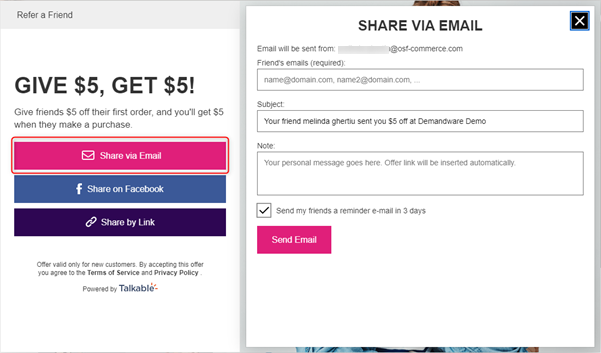 Refer a Friend
GIVE $5, GET $5!
Give friends $5 off their first order, and you'll get $5
when they make a purchase.
Share via Email
Share on Facebook
Share by Link
Offer valid only for new customers. By accepting this offer
you agree to the Terms of Service and Privacy Policy .
Powered by Talkable
SHARE VIA EMAIL
Email will be sent from: @osf-commerce.com
Friend's emails (required):
name@domain.com, name2@domain.com, ...
Subject:
Your friend melinda ghertiu sent you $5 off at Demandware Demo
Note:
Your personal message goes here. Offer link will be inserted automatically.
Send my friends a reminder e-mail in 3 days
Send Email